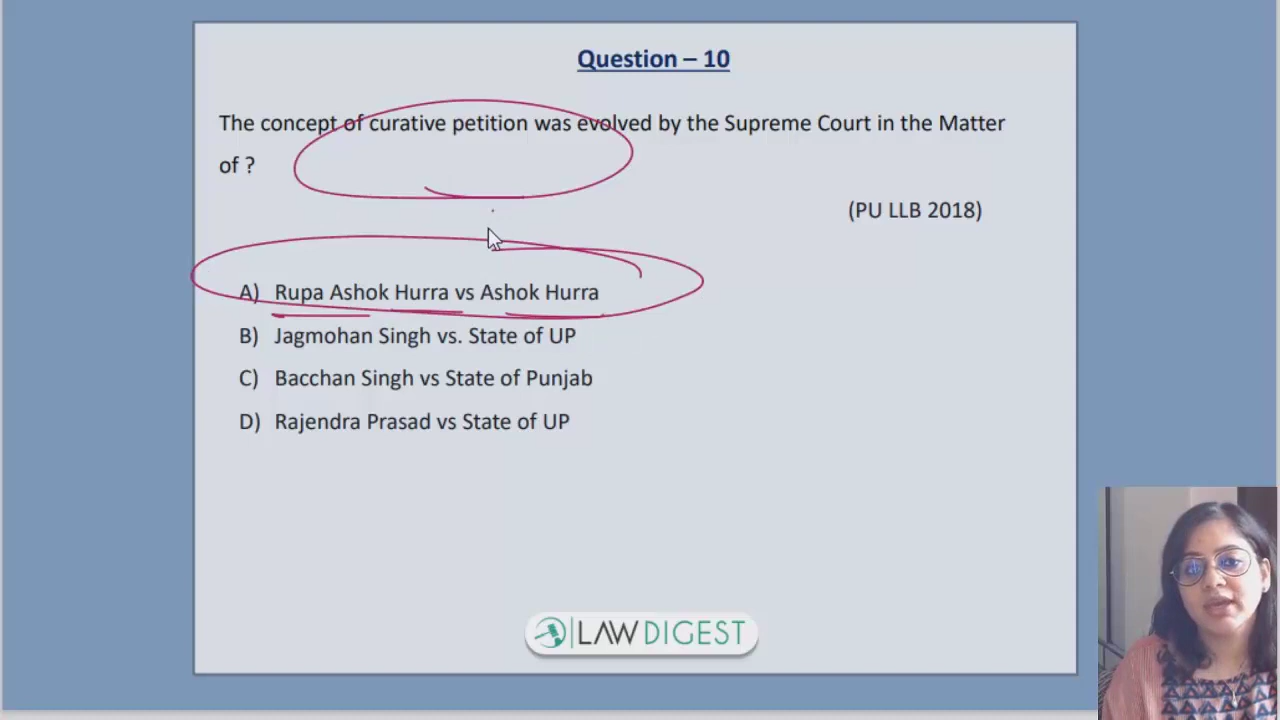 Question – 10
The concept of curative petition was evolved by the Supreme Court in the Matter
of ?
(PU LLB 2018)
A) Rupa Ashok Hurra vs Ashok Hurra
B) Jagmohan Singh vs. State of UP
C) Bacchan Singh vs State of Punjab
D) Rajendra Prasad vs State of UP
LAW DIGEST